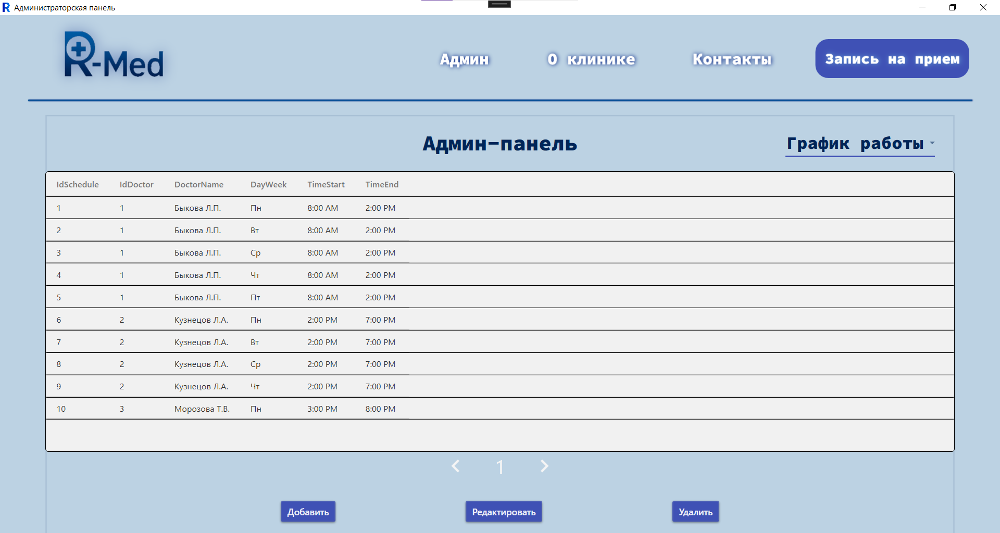 Администраторская панель
R-Med
Админ О клинике Контакты Запись на прием
Админ-панель График работы
IdSchedule IdDoctor DoctorName DayWeek TimeStart TimeEnd
1 1 Быкова Л.П. Пн 8:00 AM 2:00 PM
2 1 Быкова Л.П. Вт 8:00 AM 2:00 PM
3 1 Быкова Л.П. Ср 8:00 AM 2:00 PM
4 1 Быкова Л.П. Чт 8:00 AM 2:00 PM
5 1 Быкова Л.П. Пт 8:00 AM 2:00 PM
6 2 Кузнецов Л.А. Пн 2:00 PM 7:00 PM
7 2 Кузнецов Л.А. Вт 2:00 PM 7:00 PM
8 2 Кузнецов Л.А. Ср 2:00 PM 7:00 PM
9 2 Кузнецов Л.А. Чт 2:00 PM 7:00 PM
10 3 Морозова Т.В. Пн 3:00 PM 8:00 PM
1
Добавить Редактировать Удалить